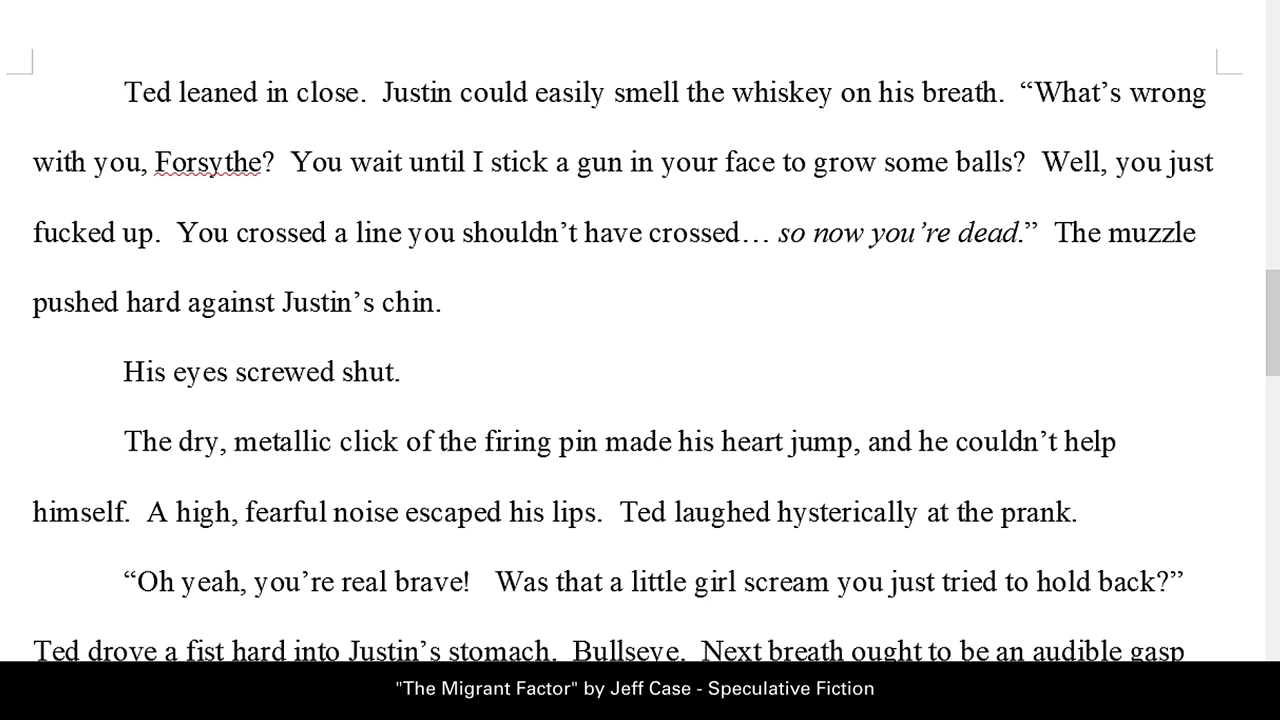 Ted leaned in close.  Justin could easily smell the whiskey on his breath.  “What’s wrong
with you, Forsythe?  You wait until I stick a gun in your face to grow some balls?  Well, you just
fucked up.  You crossed a line you shouldn’t have crossed… so now you’re dead.”  The muzzle
pushed hard against Justin’s chin.
His eyes screwed shut.
The dry, metallic click of the firing pin made his heart jump, and he couldn’t help
himself.  A high, fearful noise escaped his lips.  Ted laughed hysterically at the prank.
“Oh yeah, you’re real brave!   Was that a little girl scream you just tried to hold back?”
Ted drove a fist hard into Justin’s stomach.  Bullseye.  Next breath ought to be an audible gasp
"The Migrant Factor" by Jeff Case - Speculative Fiction